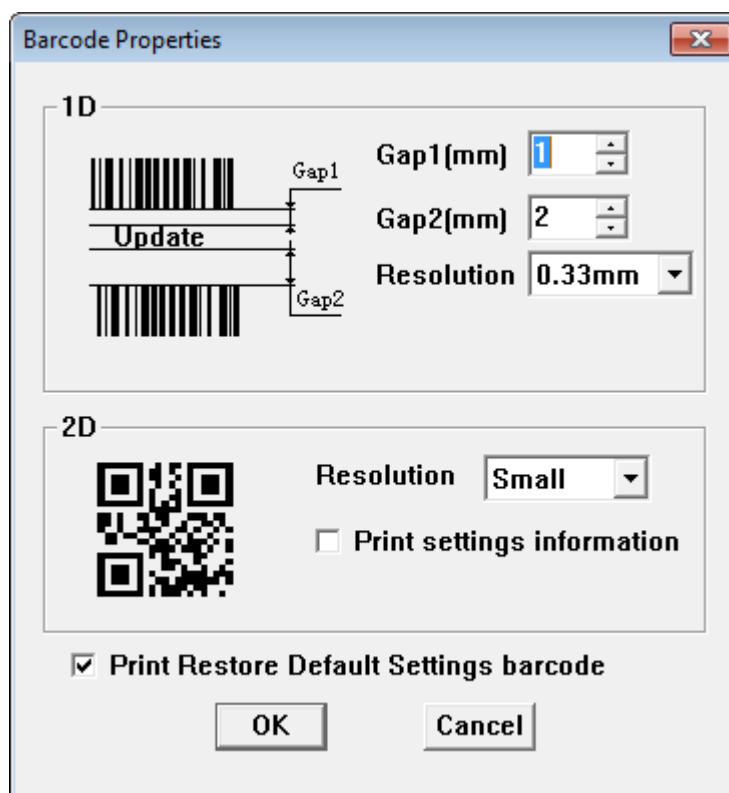 Barcode Properties
1D
Gap1
Update
Gap2
Gap1(mm) 1
Gap2(mm) 2
Resolution 0.33mm
2D
Resolution Small
Print settings information
Print Restore Default Settings barcode
OK Cancel